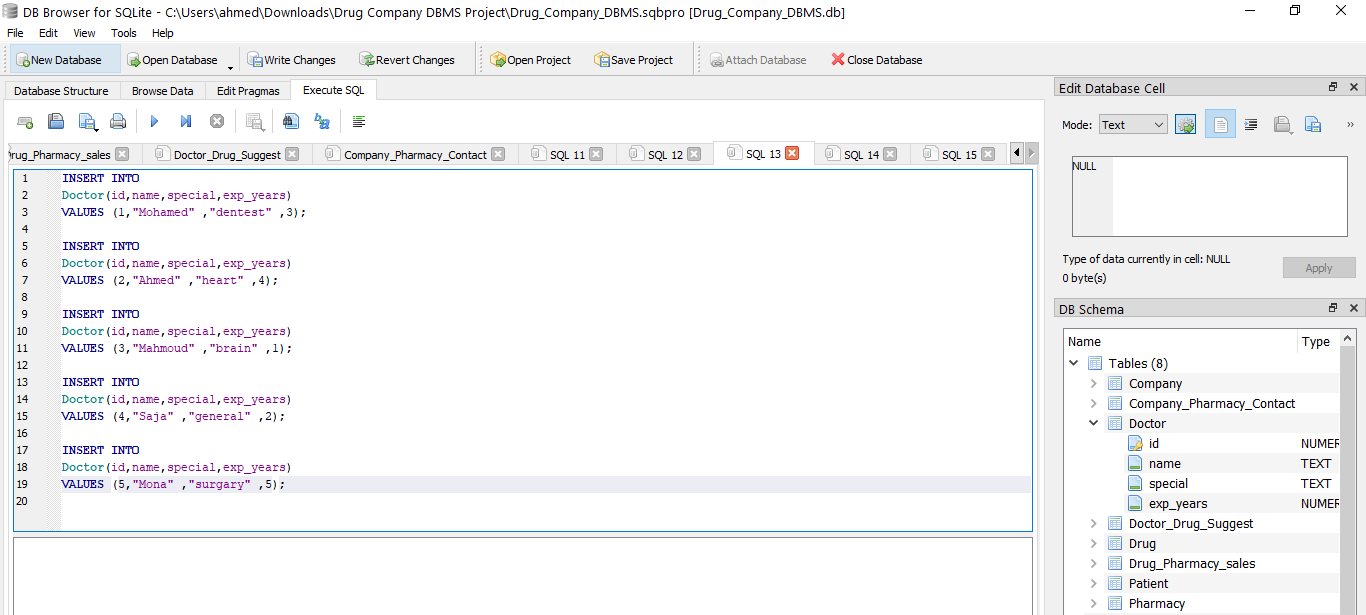 DB Browser for SQLite - C:\Users\ahmed\Downloads\Drug Company DBMS Project\Drug_Company_DBMS.sqbpro [Drug_Company_DBMS.db]
File Edit View Tools Help
New Database Open Database Write Changes Revert Changes Open Project Save Project Attach Database Close Database
Database Structure Browse Data Edit Pragmas Execute SQL
rug_Pharmacy_sales Doctor_Drug_Suggest Company_Pharmacy_Contact SQL 11 SQL 12 SQL 13 SQL 14 SQL 15
1 INSERT INTO
2 Doctor(id,name,special,exp_years)
3 VALUES (1,"Mohamed" ,"dentest" ,3);
4
5 INSERT INTO
6 Doctor(id,name,special,exp_years)
7 VALUES (2,"Ahmed" ,"heart" ,4);
8
9 INSERT INTO
10 Doctor(id,name,special,exp_years)
11 VALUES (3,"Mahmoud" ,"brain" ,1);
12
13 INSERT INTO
14 Doctor(id,name,special,exp_years)
15 VALUES (4,"Saja" ,"general" ,2);
16
17 INSERT INTO
18 Doctor(id,name,special,exp_years)
19 VALUES (5,"Mona" ,"surgary" ,5);
20
Edit Database Cell
Mode: Text
NULL
Type of data currently in cell: NULL
0 byte(s)
Apply
DB Schema
Name Type
Tables (8)
Company
Company_Pharmacy_Contact
Doctor
id NUMER
name TEXT
special TEXT
exp_years NUMER
Doctor_Drug_Suggest
Drug
Drug_Pharmacy_sales
Patient
Pharmacy